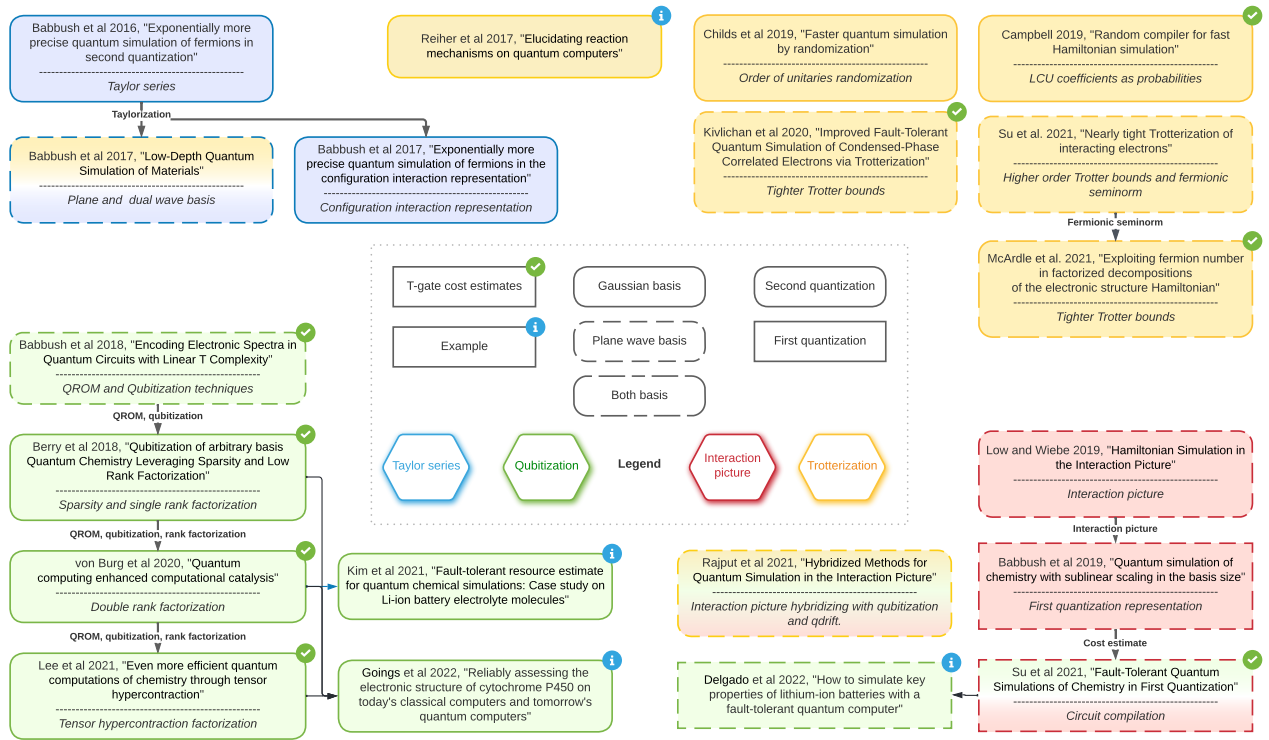 Babbush et al 2016, "Exponentially more
precise quantum simulation of fermions in
second quantization"
Taylor series
Reiher et al 2017, "Elucidating reaction
mechanisms on quantum computers"
Childs et al 2019, "Faster quantum simulation
by randomization"
Order of unitaries randomization
Campbell 2019, "Random compiler for fast
Hamiltonian simulation"
LCU coefficients as probabilities
Taylorization
Babbush et al 2017, "Low-Depth Quantum
Simulation of Materials"
Plane and dual wave basis
Babbush et al 2017, "Exponentially more
precise quantum simulation of fermions in the
configuration interaction representation"
Configuration interaction representation
Kivlichan et al 2020, "Improved Fault-Tolerant
Quantum Simulation of Condensed-Phase
Correlated Electrons via Trotterization"
Tighter Trotter bounds
Su et al. 2021, "Nearly tight Trotterization of
interacting electrons"
Higher order Trotter bounds and fermionic
seminorm
Fermionic seminorm
McArdle et al. 2021, "Exploiting fermion number
in factorized decompositions
of the electronic structure Hamiltonian"
Tighter Trotter bounds
T-gate cost estimates
Gaussian basis
Second quantization
Example
Plane wave basis
First quantization
Both basis
Taylor series
Qubitization
Legend
Interaction
picture
Trotterization
Babbush et al 2018, "Encoding Electronic Spectra in
Quantum Circuits with Linear T Complexity"
QROM and Qubitization techniques
QROM, qubitization
Berry et al 2018, "Qubitization of arbitrary basis
Quantum Chemistry Leveraging Sparsity and Low
Rank Factorization"
Sparsity and single rank factorization
QROM, qubitization, rank factorization
von Burg et al 2020, "Quantum
computing enhanced computational catalysis"
Double rank factorization
QROM, qubitization, rank factorization
Lee et al 2021, "Even more efficient quantum
computations of chemistry through tensor
hypercontraction"
Tensor hypercontraction factorization
Kim et al 2021, "Fault-tolerant resource estimate
for quantum chemical simulations: Case study on
Li-ion battery electrolyte molecules"
Goings et al 2022, "Reliably assessing the
electronic structure of cytochrome P450 on
today's classical computers and tomorrow's
quantum computers"
Rajput et al 2021, "Hybridized Methods for
Quantum Simulation in the Interaction Picture"
Interaction picture hybridizing with qubitization
and qdrift.
Delgado et al 2022, "How to simulate key
properties of lithium-ion batteries with a
fault-tolerant quantum computer"
Low and Wiebe 2019, "Hamiltonian Simulation in
the Interaction Picture"
Interaction picture
Interaction picture
Babbush et al 2019, "Quantum simulation of
chemistry with sublinear scaling in the basis size"
First quantization representation
Cost estimate
Su et al 2021, "Fault-Tolerant Quantum
Simulations of Chemistry in First Quantization"
Circuit compilation